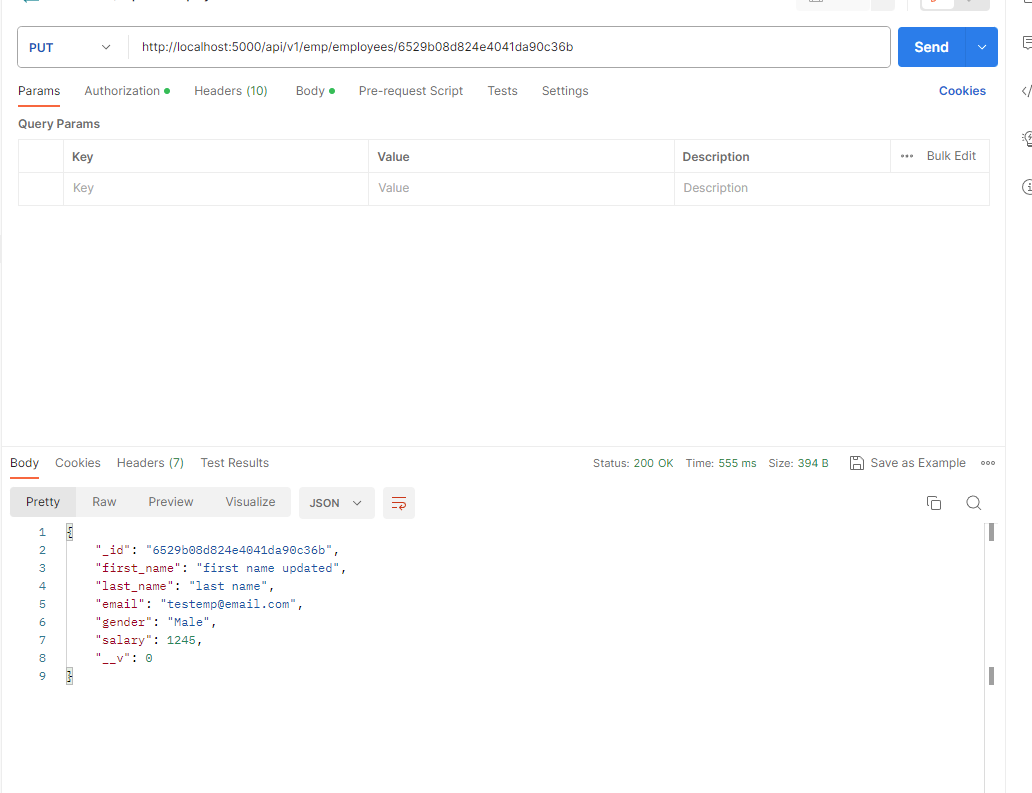 PUT http://localhost:5000/api/v1/emp/employees/6529b08d824e4041da90c36b Send
Params Authorization Headers (10) Body Pre-request Script Tests Settings Cookies
Query Params
Key Value Description ••• Bulk Edit
Key Value Description
Body Cookies Headers (7) Test Results Status: 200 OK Time: 555 ms Size: 394 B Save as Example
Pretty Raw Preview Visualize JSON
1 {
2 "_id": "6529b08d824e4041da90c36b",
3 "first_name": "first name updated",
4 "last_name": "last name",
5 "email": "testemp@email.com",
6 "gender": "Male",
7 "salary": 1245,
8 "__v": 0
9 }